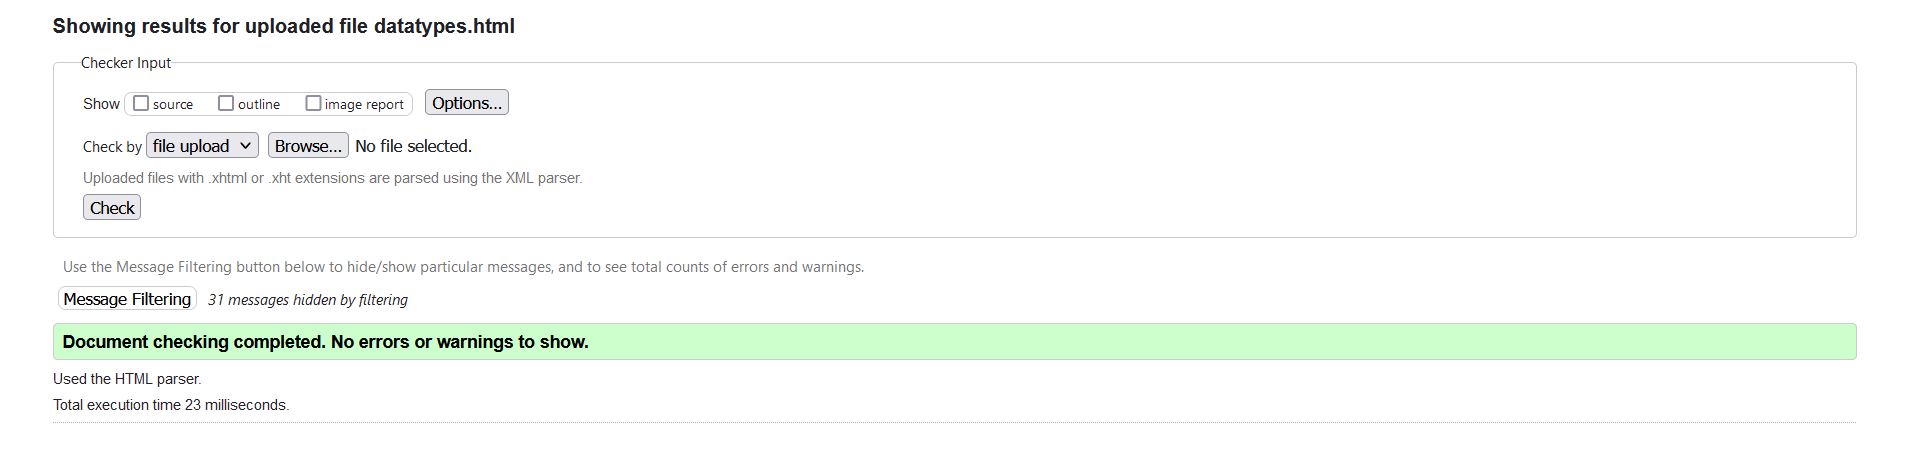 Showing results for uploaded file datatypes.html
Checker Input
Show source outline image report Options...
Check by file upload Browse... No file selected.
Uploaded files with .xhtml or .xht extensions are parsed using the XML parser.
Check
Use the Message Filtering button below to hide/show particular messages, and to see total counts of errors and warnings.
Message Filtering 31 messages hidden by filtering
Document checking completed. No errors or warnings to show.
Used the HTML parser.
Total execution time 23 milliseconds.